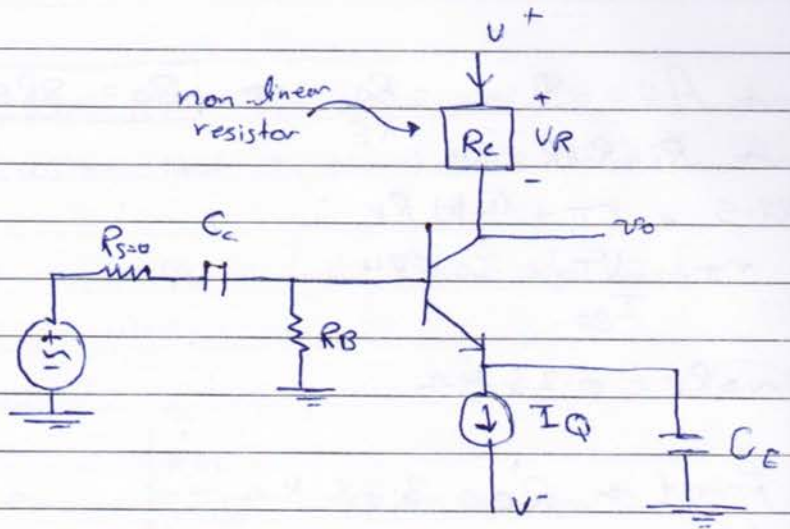 V +
non-linear
resistor
Rc
+
VR
-
Rs=0
Cc
vo
RB
IQ
CE
V-